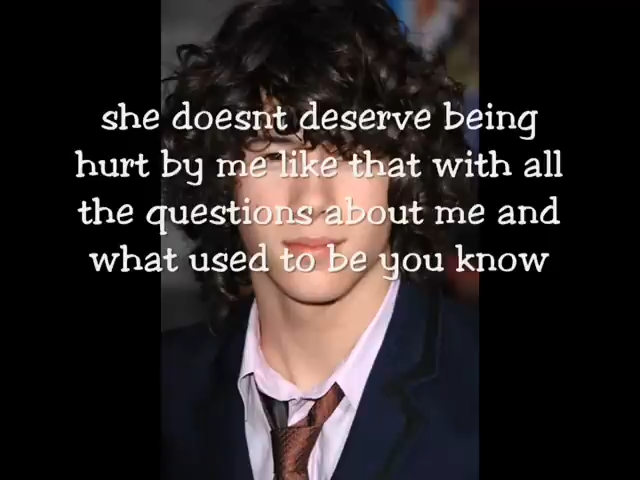 she doesnt deserve being
hurt by me like that with all
the questions about me and
what used to be you know